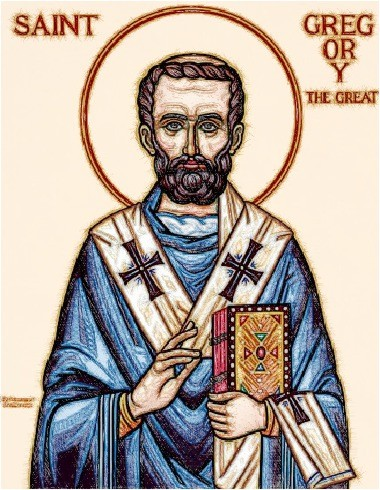 SAINT
GREG
OR
Y
THE GREAT